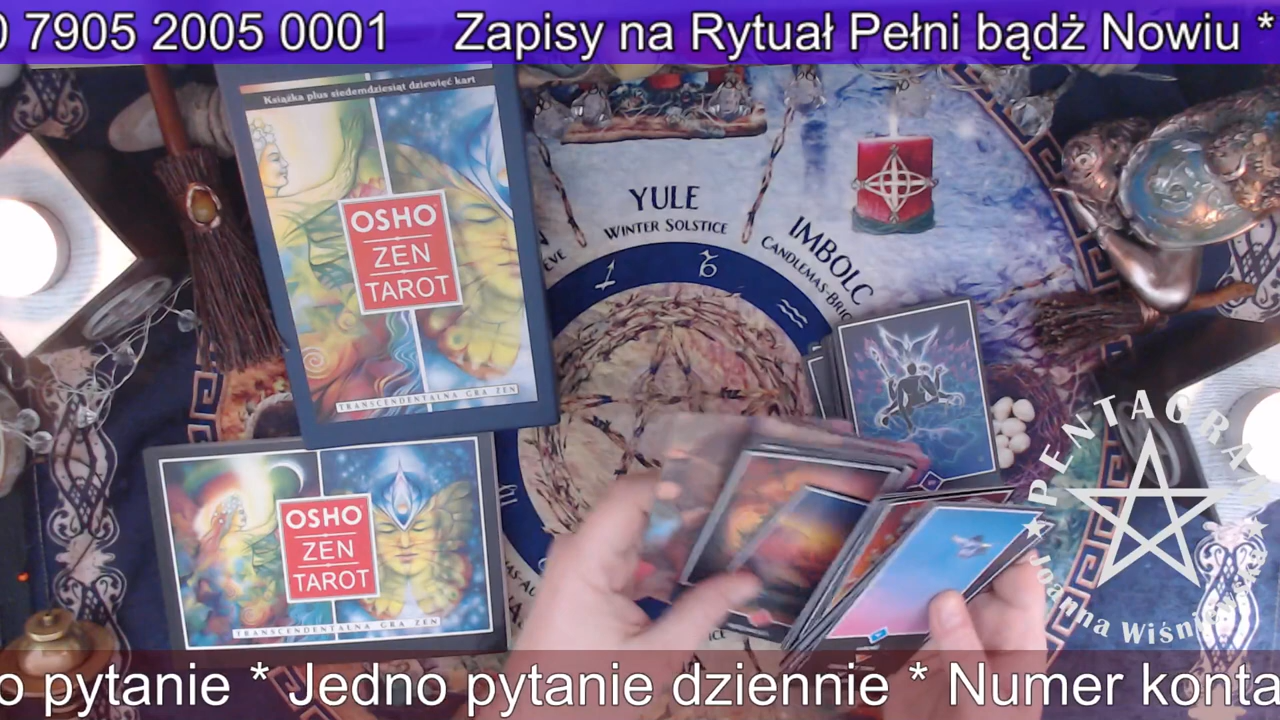 0 7905 2005 0001 Zapisy na Rytuał Pełni bądż Nowiu *
Książka plus siedemdziesiąt dziewięć kart
OSHO
ZEN
TAROT
TRANSCENDENTALNA GRA ZEN
YULE
WINTER SOLSTICE
IMBOLC
CANDLEMAS-BRIG
EVE
OSHO
ZEN
TAROT
TRANSCENDENTALNA GRA ZEN
PENTAGRAM
Joanna
o pytanie * Jedno pytanie dziennie * Numer konta